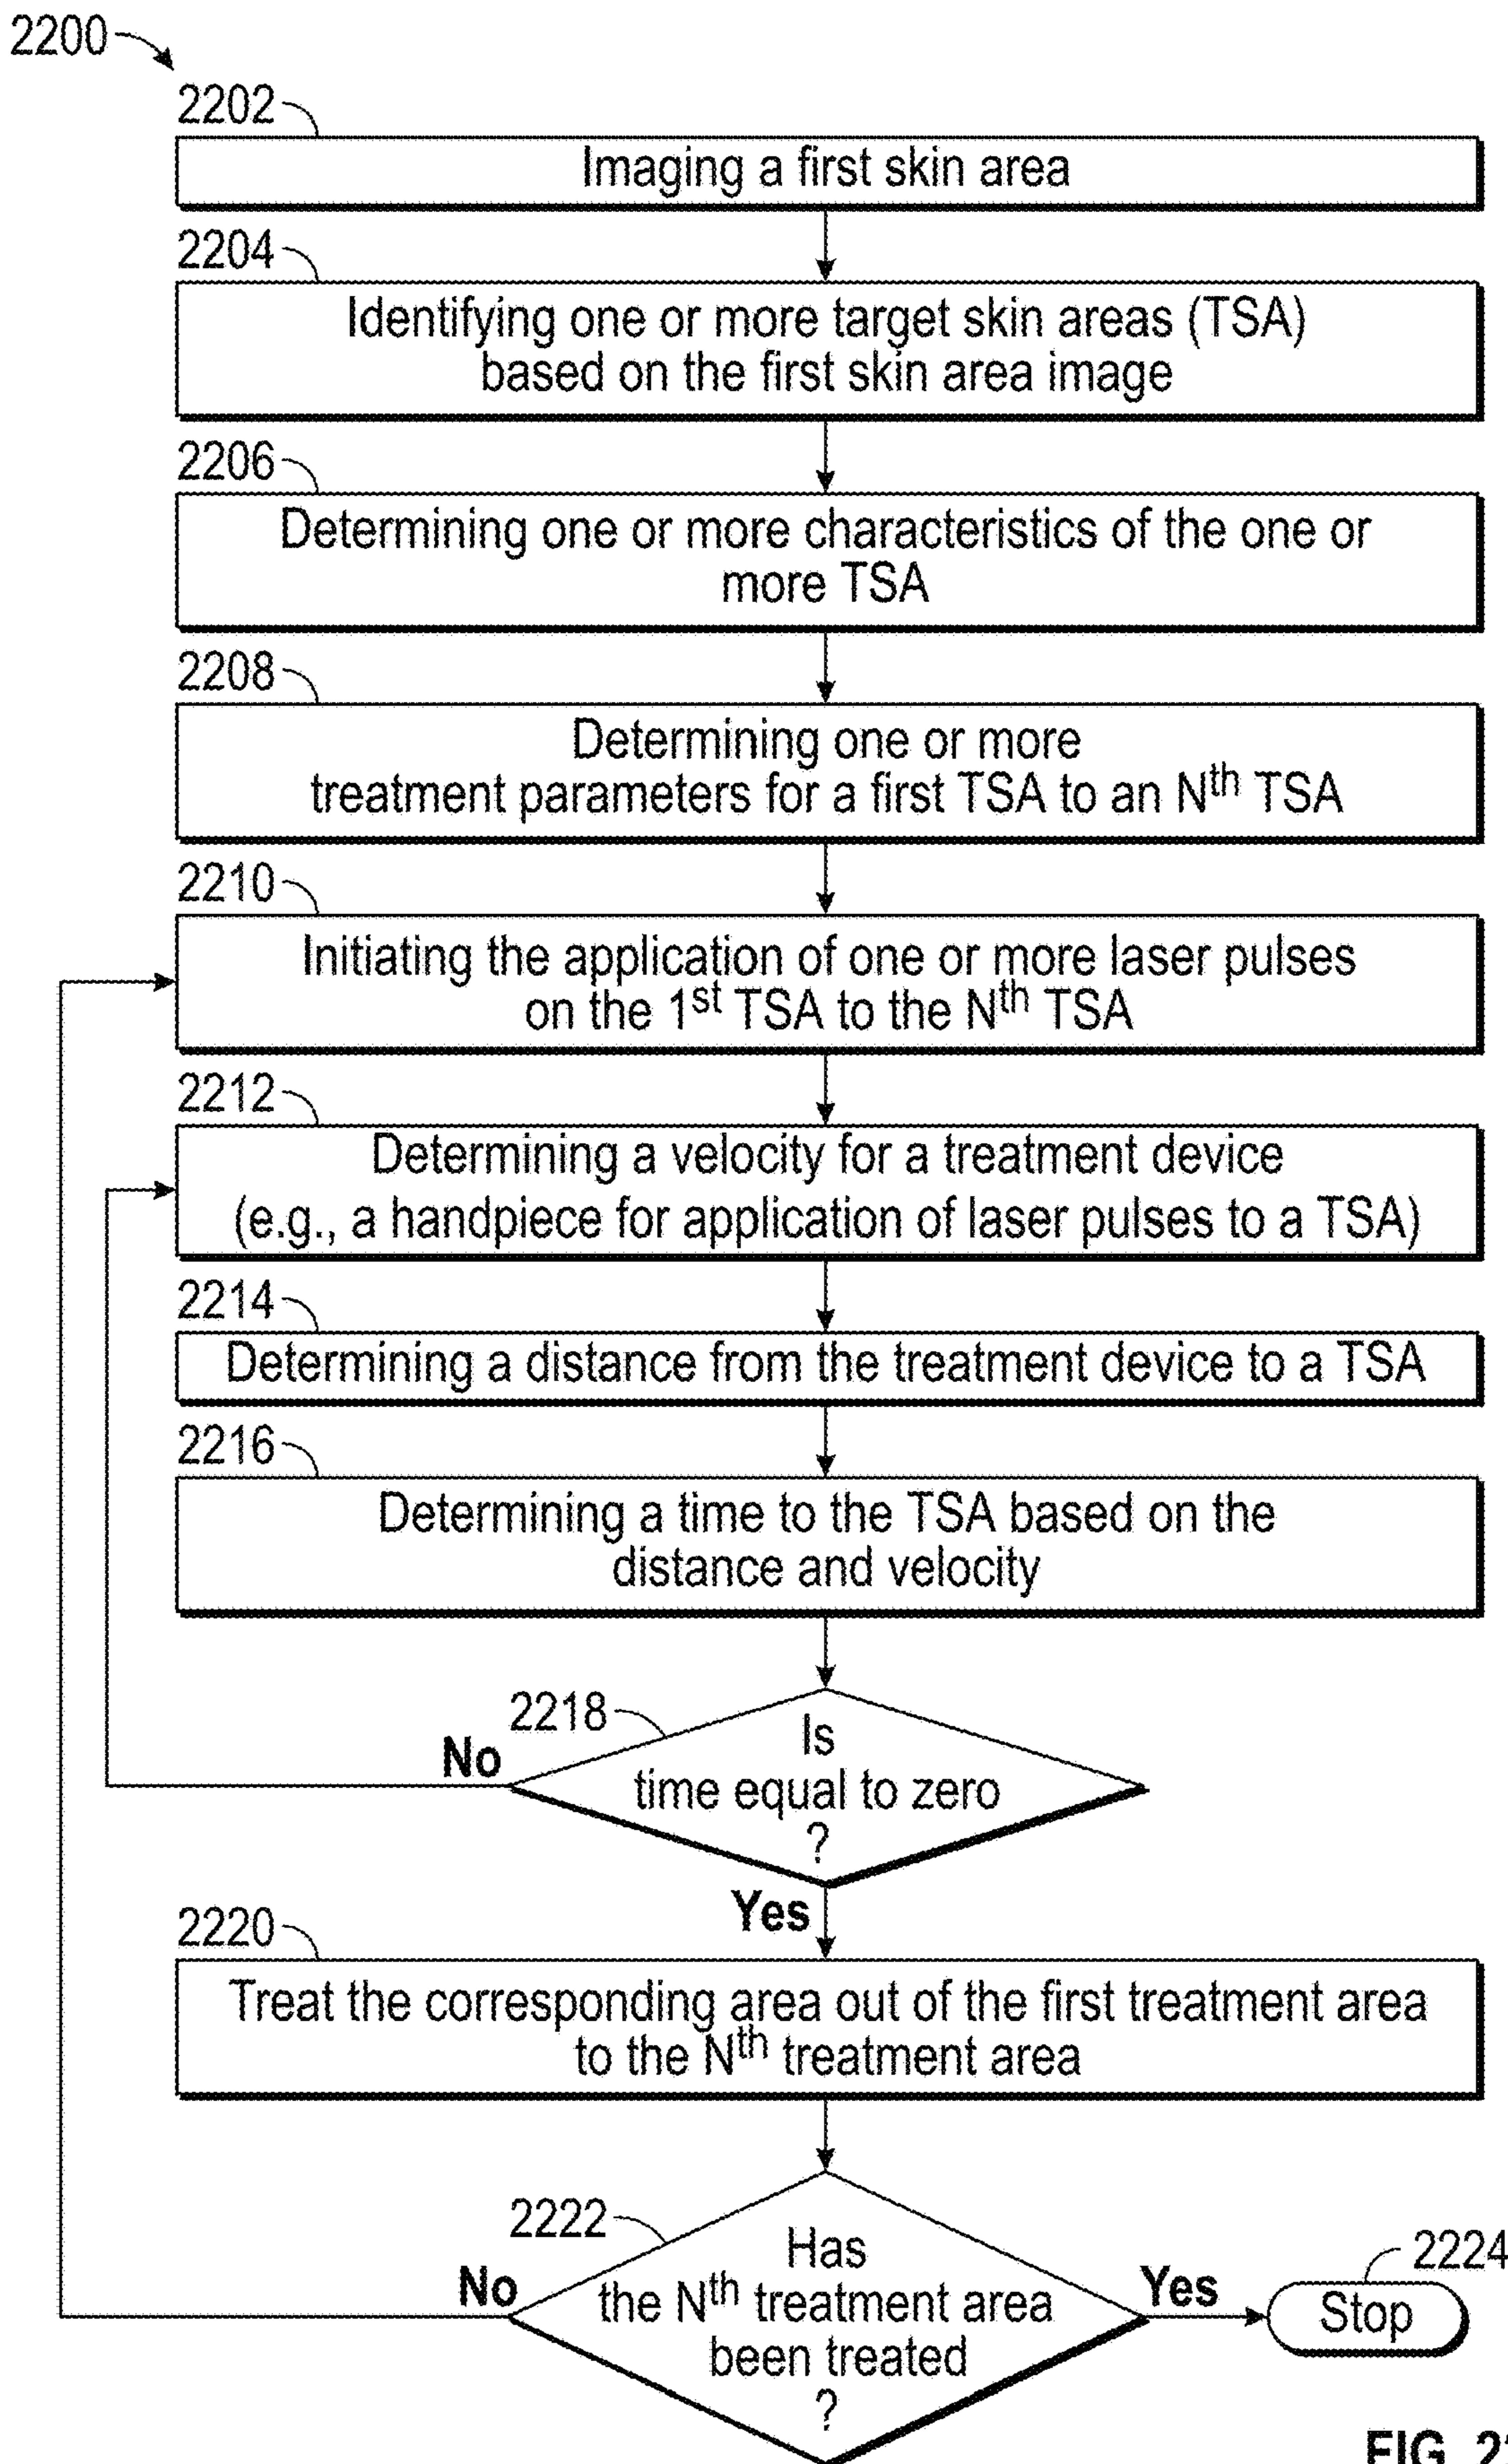 2200
2202
Imaging a first skin area
2204
Identifying one or more target skin areas (TSA)
based on the first skin area image
2206
Determining one or more characteristics of the one or
more TSA
2208
Determining one or more
treatment parameters for a first TSA to an Nth TSA
2210
Initiating the application of one or more laser pulses
on the 1st TSA to the Nth TSA
2212
Determining a velocity for a treatment device
(e.g., a handpiece for application of laser pulses to a TSA)
2214
Determining a distance from the treatment device to a TSA
2216
Determining a time to the TSA based on the
distance and velocity
2218
Is
time equal to zero
?
No
Yes
2220
Treat the corresponding area out of the first treatment area
to the Nth treatment area
2222
Has
the Nth treatment area
been treated
?
No
Yes
2224
Stop
FIG.